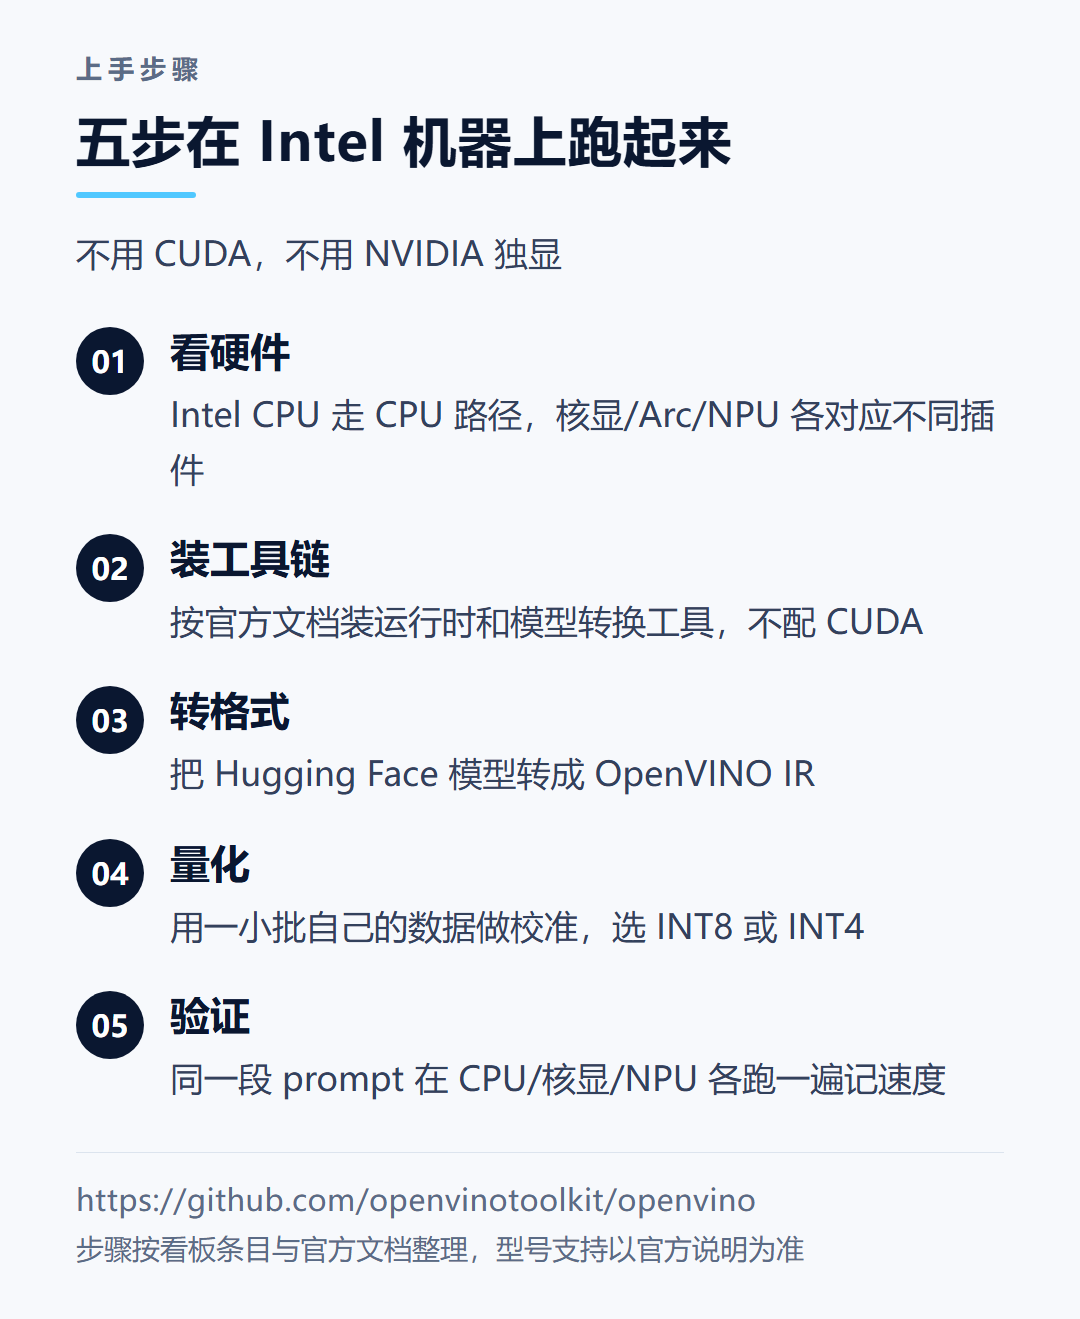 上手步骤
五步在 Intel 机器上跑起来
不用 CUDA，不用 NVIDIA 独显
01 看硬件
Intel CPU 走 CPU 路径，核显/Arc/NPU 各对应不同插
件
02 装工具链
按官方文档装运行时和模型转换工具，不配 CUDA
03 转格式
把 Hugging Face 模型转成 OpenVINO IR
04 量化
用一小批自己的数据做校准，选 INT8 或 INT4
05 验证
同一段 prompt 在 CPU/核显/NPU 各跑一遍记速度
https://github.com/openvinotoolkit/openvino
步骤按看板条目与官方文档整理，型号支持以官方说明为准